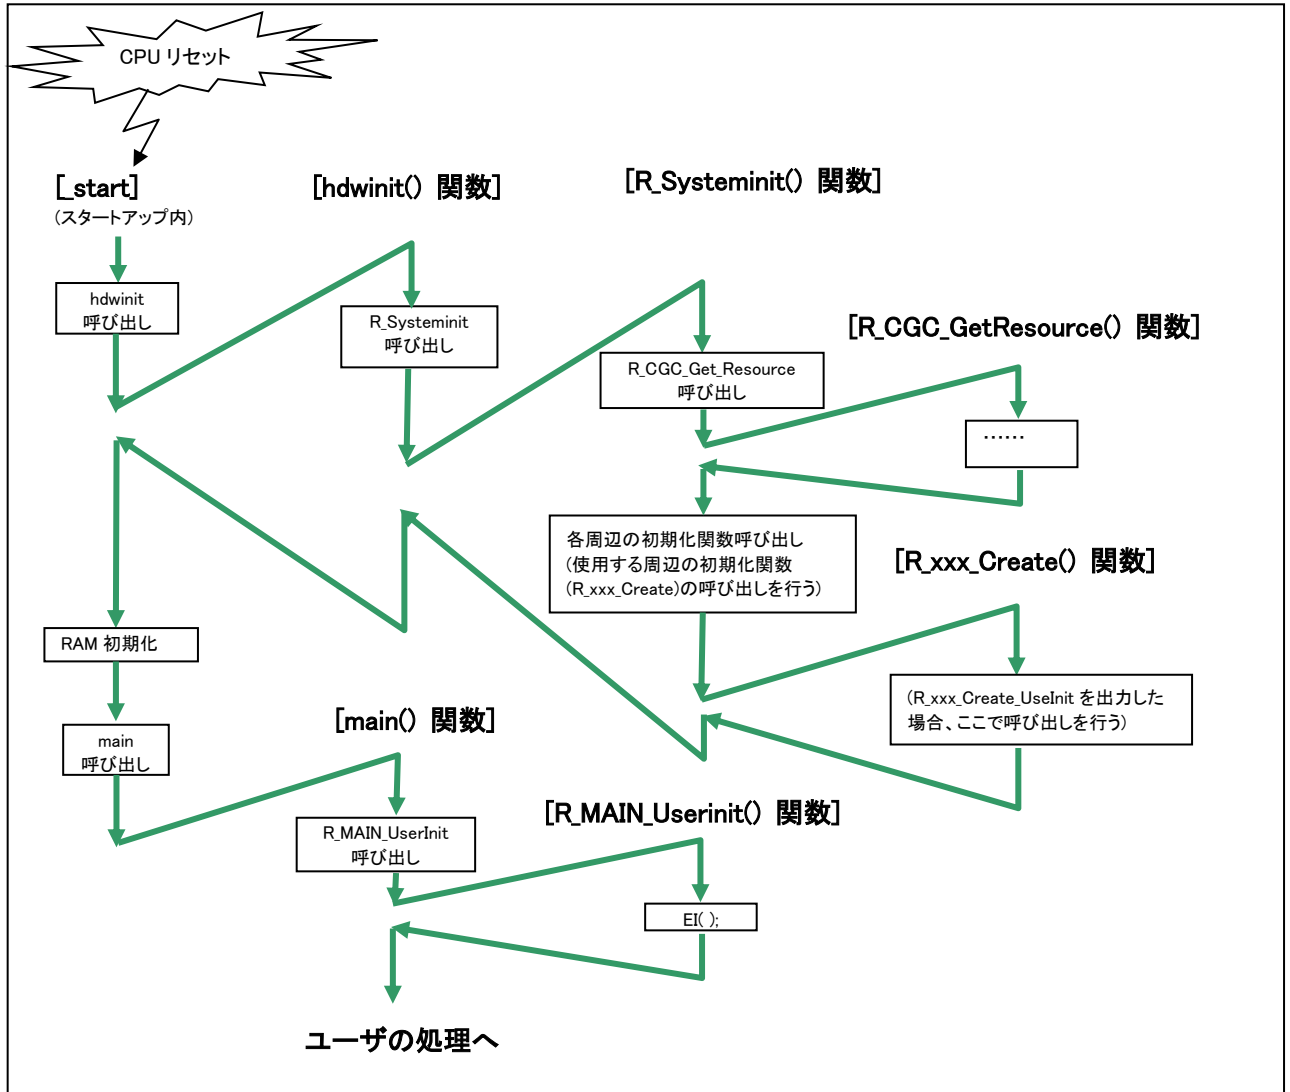 CPU リセット
[_start]
(スタートアップ内)
[hdwinit() 関数]
[R_Systeminit() 関数]
hdwinit
呼び出し
R_Systeminit
呼び出し
[R_CGC_GetResource() 関数]
R_CGC_Get_Resource
呼び出し
……
各周辺の初期化関数呼び出し
(使用する周辺の初期化関数
(R_xxx_Create)の呼び出しを行う)
[R_xxx_Create() 関数]
RAM 初期化
(R_xxx_Create_UseInit を出力した
場合、ここで呼び出しを行う)
main
呼び出し
[main() 関数]
R_MAIN_UserInit
呼び出し
[R_MAIN_Userinit() 関数]
EI( );
ユーザの処理へ